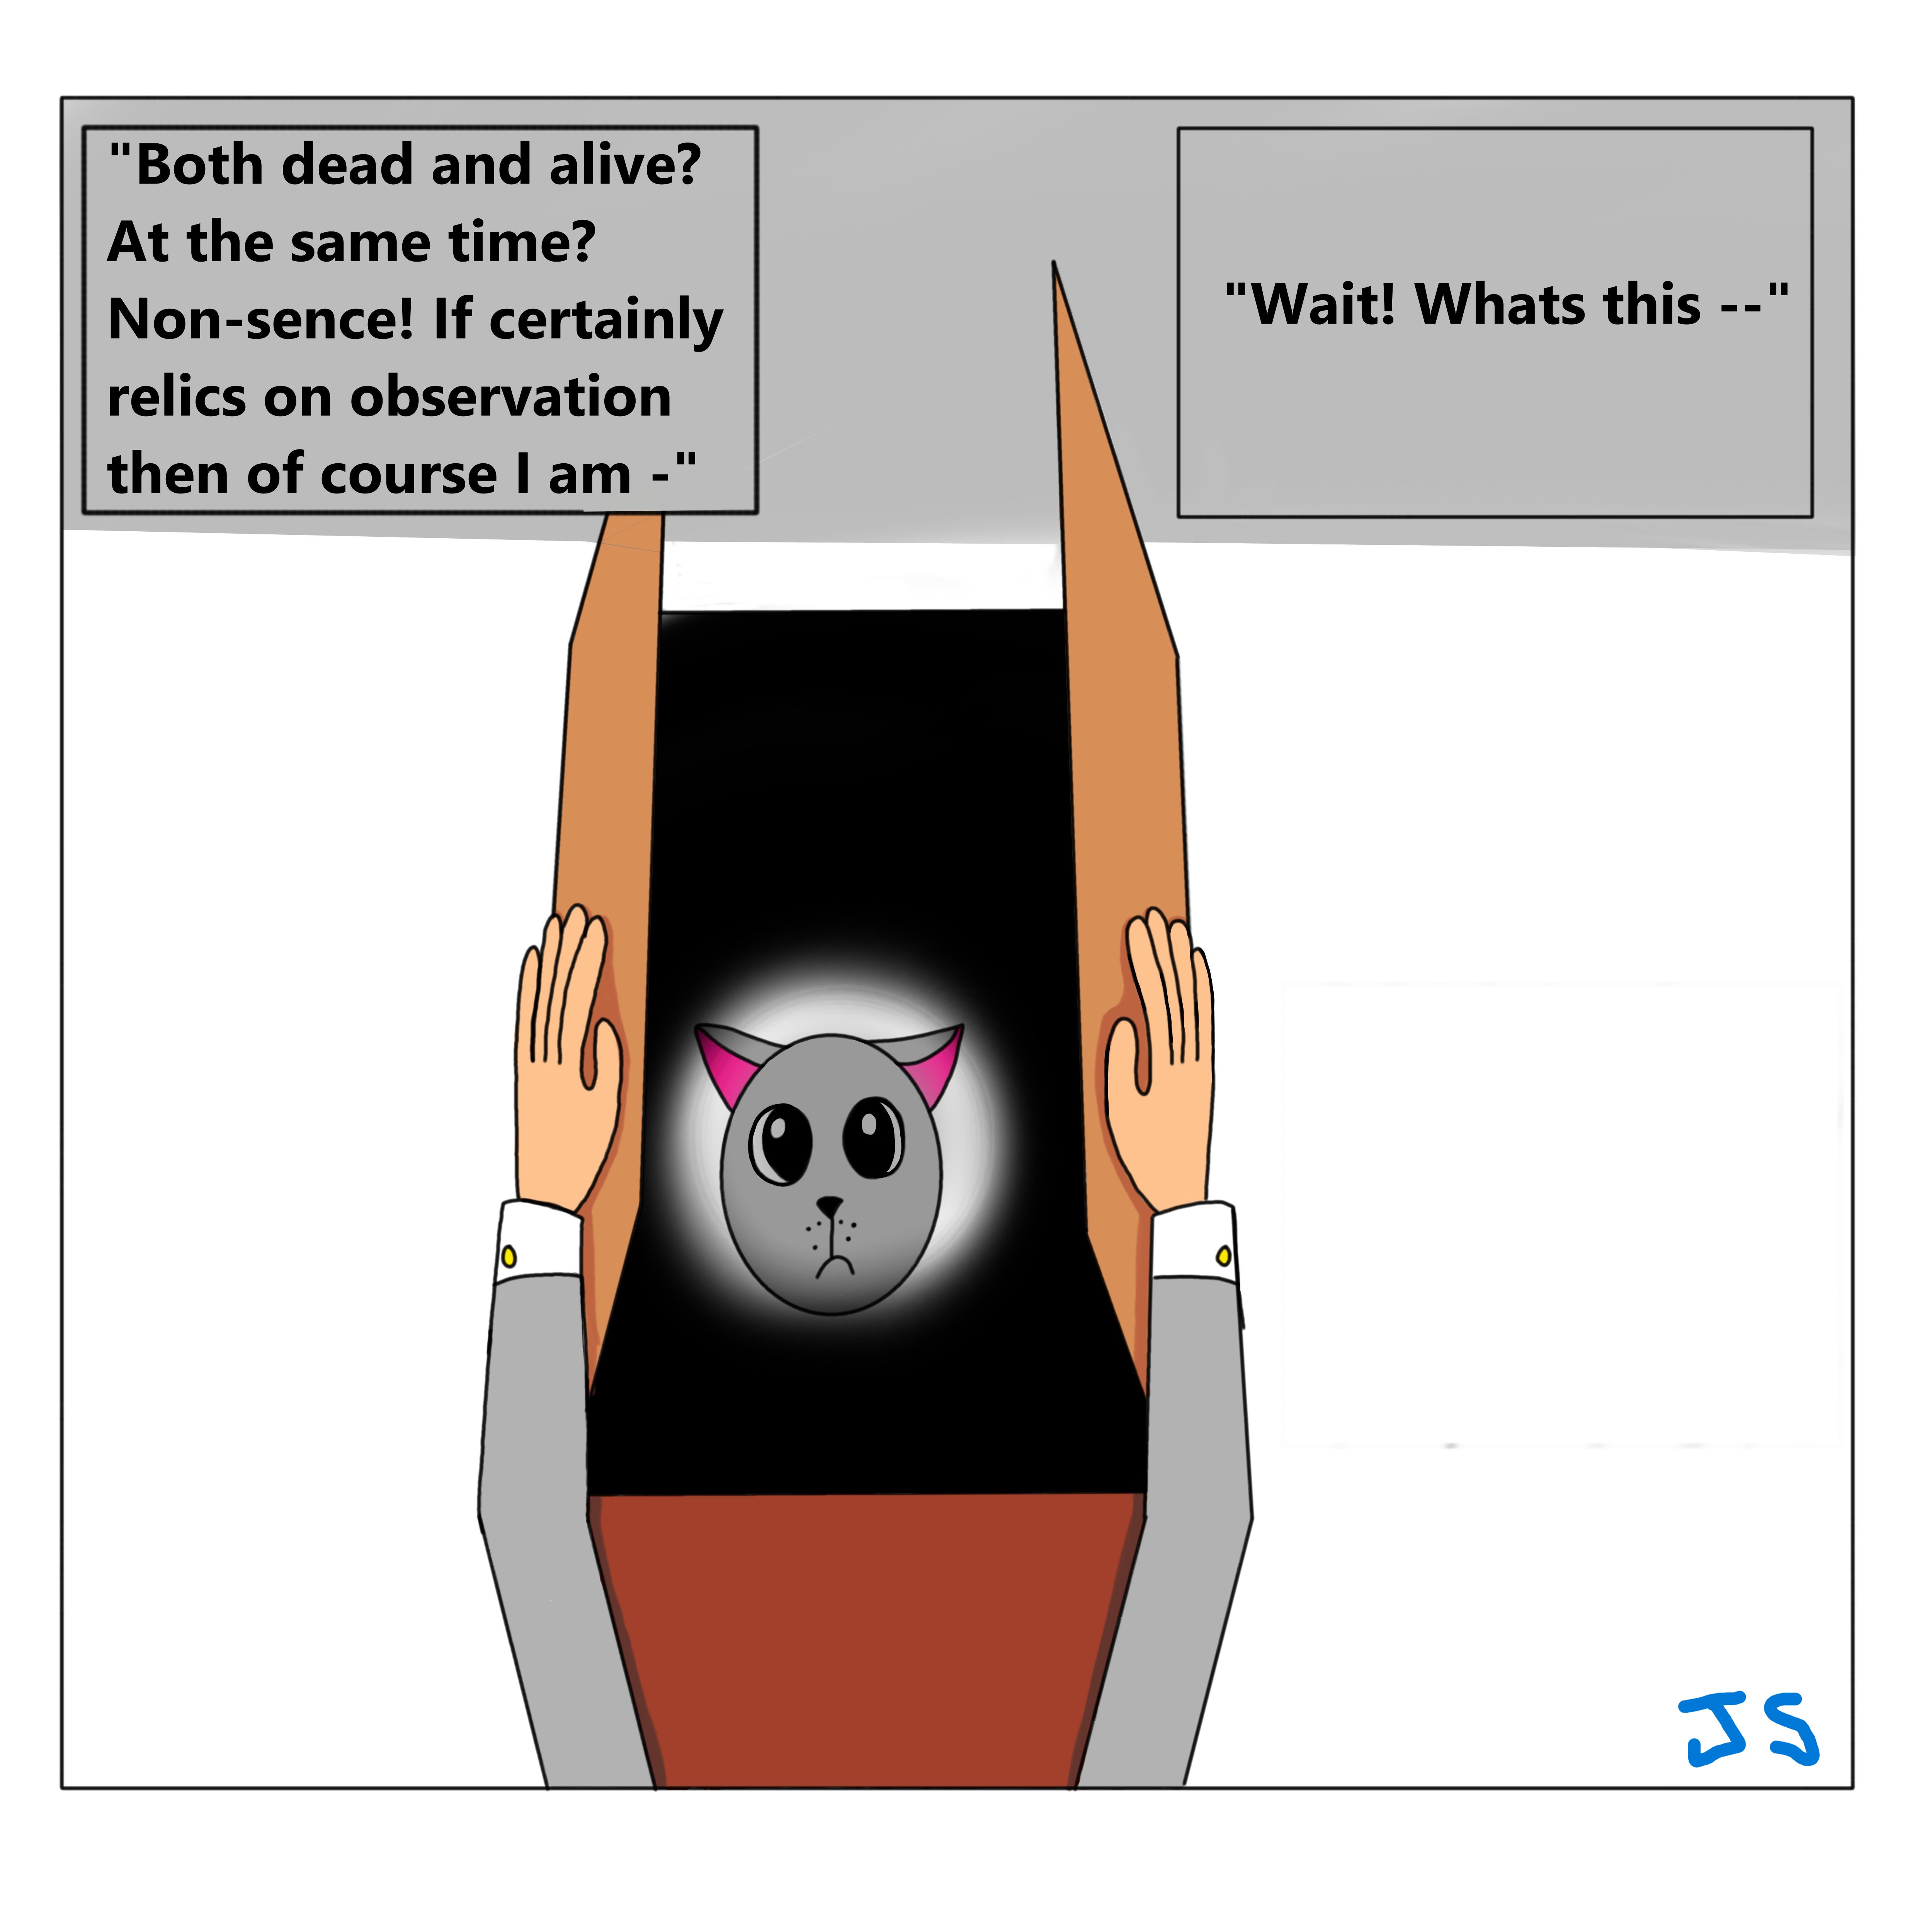 "Both dead and alive?
At the same time?
Non-sence! If certainly
relics on observation
then of course I am -"
"Wait! Whats this --"
JS